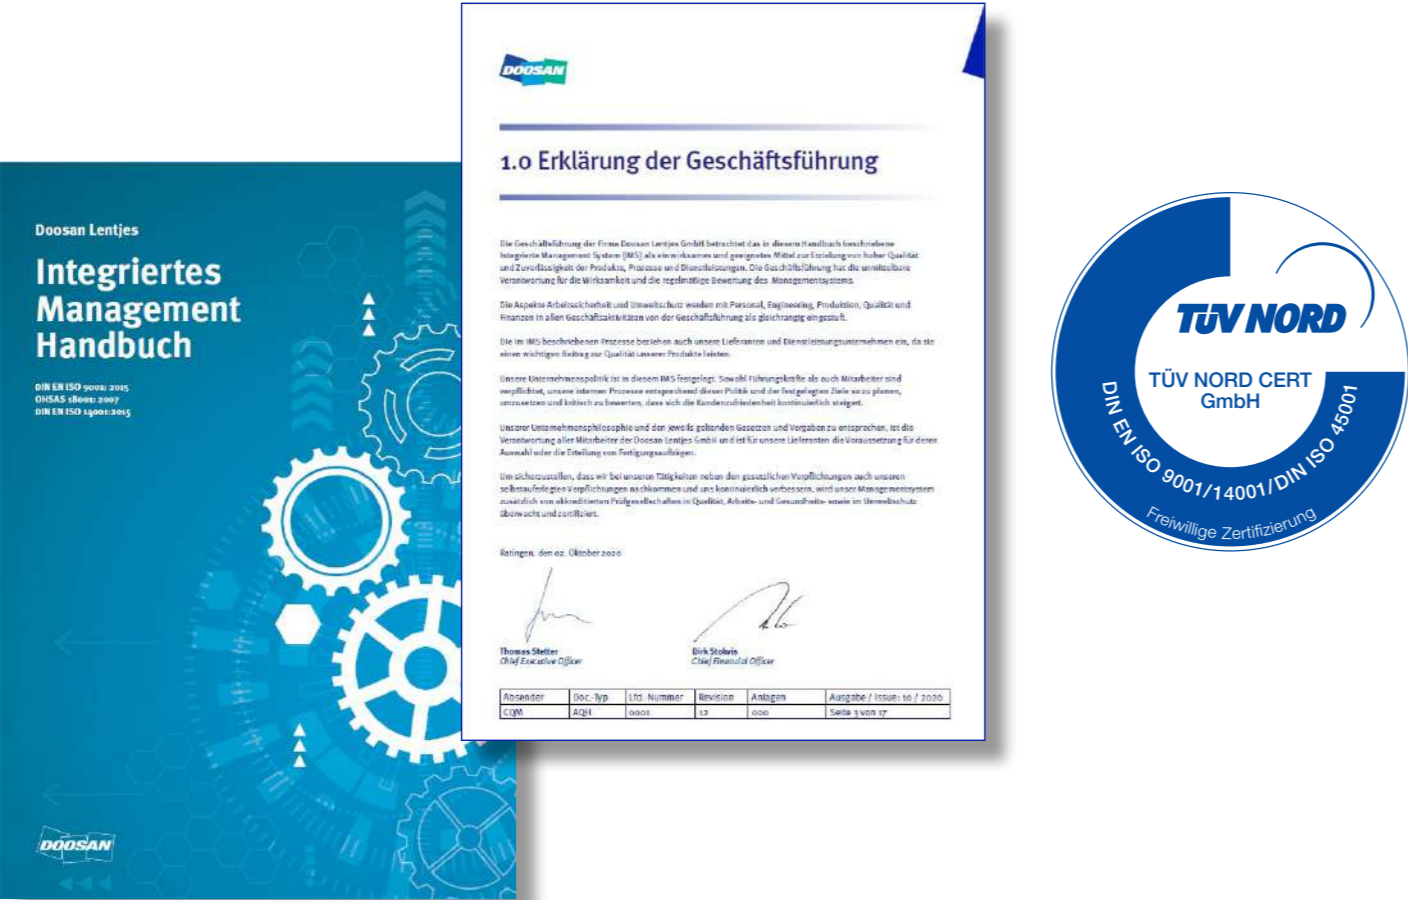 Doosan Lentjes
Integriertes
Management
Handbuch
DIN EN ISO 9001: 2015
OHSAS 18001: 2007
DIN EN ISO 14001:2015
DOOSAN
DOOSAN
1.0 Erklärung der Geschäftsführung
Die Geschäftsführung der Firma Doosan Lentjes GmbH betrachtet das in diesem Handbuch beschriebene
Integrierte Management System (IMS) als ein wirksames und geeignetes Mittel zur Erzielung von hoher Qualität
und Zuverlässigkeit der Produkte, Prozesse und Dienstleistungen. Die Geschäftsführung hat die unmittelbare
Verantwortung für die Wirksamkeit und die regelmäßige Bewertung des Managementsystems.
Die Aspekte Arbeitssicherheit und Umweltschutz werden mit Personal, Engineering, Produktion, Qualität und
Finanzen in allen Geschäftsaktivitäten von der Geschäftsführung als gleichrangig eingestuft.
Die im IMS beschriebenen Prozesse beziehen auch unsere Lieferanten und Dienstleistungsunternehmen ein, da sie
einen wichtigen Beitrag zur Qualität unserer Produkte leisten.
Unsere Unternehmenspolitik ist in diesem IMS festgelegt. Sowohl Führungskräfte als auch Mitarbeiter sind
verpflichtet, unsere internen Prozesse entsprechend dieser Politik und der festgelegten Ziele so zu planen,
umzusetzen und kritisch zu bewerten, dass sich die Kundenzufriedenheit kontinuierlich steigert.
Unserer Unternehmensphilosophie und den jeweils geltenden Gesetzen und Vorgaben zu entsprechen, ist die
Verantwortung aller Mitarbeiter der Doosan Lentjes GmbH und ist für unsere Lieferanten die Voraussetzung für deren
Auswahl oder die Erteilung von Fertigungsaufträgen.
Um sicherzustellen, dass wir bei unseren Tätigkeiten neben den gesetzlichen Verpflichtungen auch unseren
selbstauferlegten Verpflichtungen nachkommen und uns kontinuierlich verbessern, wird unser Managementsystem
zusätzlich von akkreditierten Prüfgesellschaften in Qualität, Arbeits- und Gesundheits- sowie im Umweltschutz
überwacht und zertifiziert.
Ratingen, den 02. Oktober 2020
Thomas Stetter
Chief Executive Officer
Dirk Stolvis
Chief Financial Officer
Absender Doc.-Typ Lfd. Nummer Revision Anlagen Ausgabe / Issue: 10 / 2020
CQM AQH 0001 12 000 Seite 3 von 17
TÜV NORD
TÜV NORD CERT
GmbH
DIN EN ISO 9001/14001/DIN ISO 45001
Freiwillige Zertifizierung